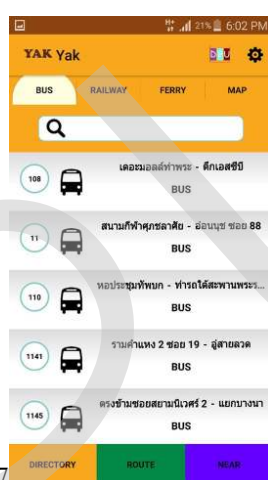 21% 6:02 PM
YAK Yak
BUS RAILWAY FERRY MAP
108
เดอะมอลล์ท่าพระ - ตึกเอสซีบี
BUS
11
สนามกีฬาศุภชลาศัย - อ่อนนุช ซอย 88
BUS
110
หอประชุมทัพบก - ท่ารถใต้สะพานพระร...
BUS
1141
รามคำแหง 2 ซอย 19 - อู่สายลวด
BUS
1145
ตรงข้ามซอยสยามนิเวศร์ 2 - แยกบางนา
BUS
DIRECTORY ROUTE NEAR
7